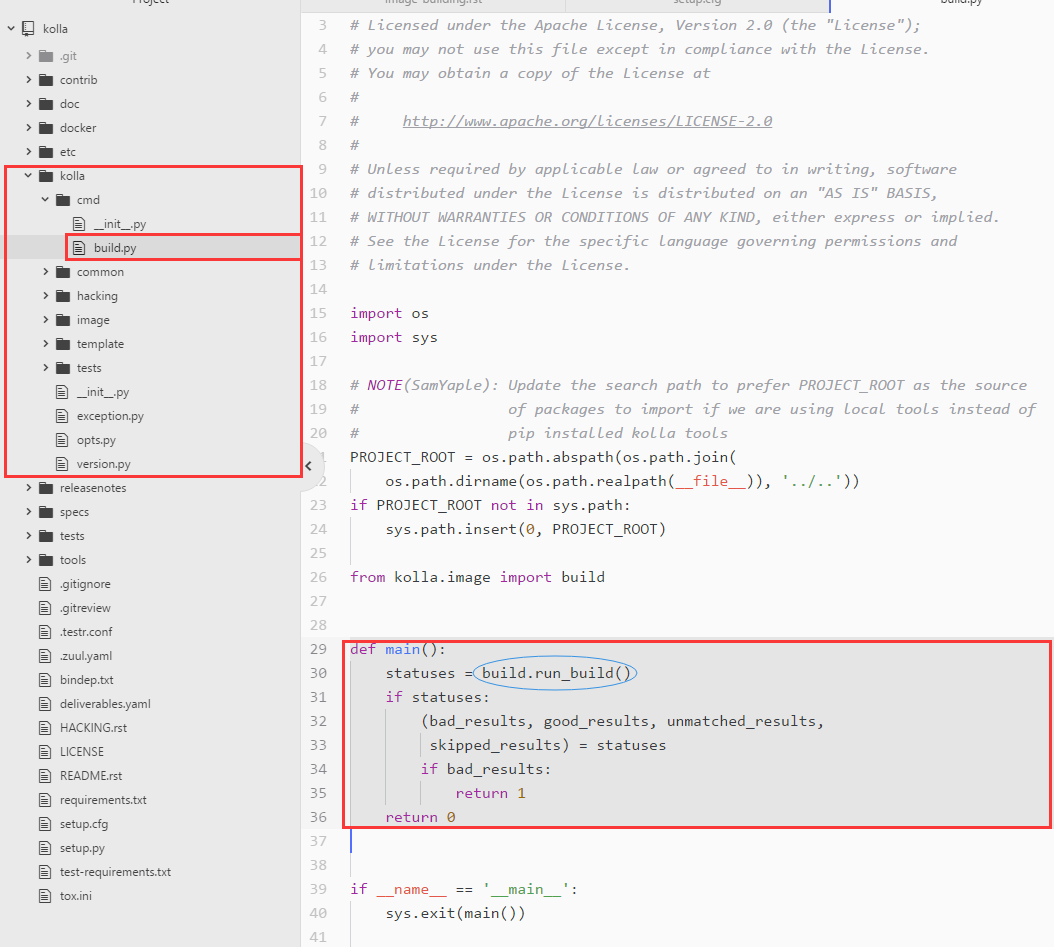 Project
kolla
.git
contrib
doc
docker
etc
kolla
cmd
__init__.py
build.py
common
hacking
image
template
tests
__init__.py
exception.py
opts.py
version.py
releasenotes
specs
tests
tools
.gitignore
.gitreview
.testr.conf
.zuul.yaml
bindep.txt
deliverables.yaml
HACKING.rst
LICENSE
README.rst
requirements.txt
setup.cfg
setup.py
test-requirements.txt
tox.ini
image-building.rst
setup.cfg
build.py
3 # Licensed under the Apache License, Version 2.0 (the "License");
4 # you may not use this file except in compliance with the License.
5 # You may obtain a copy of the License at
6 #
7 #     http://www.apache.org/licenses/LICENSE-2.0
8 #
9 # Unless required by applicable law or agreed to in writing, software
10 # distributed under the License is distributed on an "AS IS" BASIS,
11 # WITHOUT WARRANTIES OR CONDITIONS OF ANY KIND, either express or implied.
12 # See the License for the specific language governing permissions and
13 # limitations under the License.
14
15 import os
16 import sys
17
18 # NOTE(SamYaple): Update the search path to prefer PROJECT_ROOT as the source
19 #                 of packages to import if we are using local tools instead of
20 #                 pip installed kolla tools
1 PROJECT_ROOT = os.path.abspath(os.path.join(
2     os.path.dirname(os.path.realpath(__file__)), '../..'))
23 if PROJECT_ROOT not in sys.path:
24     sys.path.insert(0, PROJECT_ROOT)
25
26 from kolla.image import build
27
28
29 def main():
30     statuses = build.run_build()
31     if statuses:
32         (bad_results, good_results, unmatched_results,
33          skipped_results) = statuses
34         if bad_results:
35             return 1
36     return 0
37
38
39 if __name__ == '__main__':
40     sys.exit(main())
41